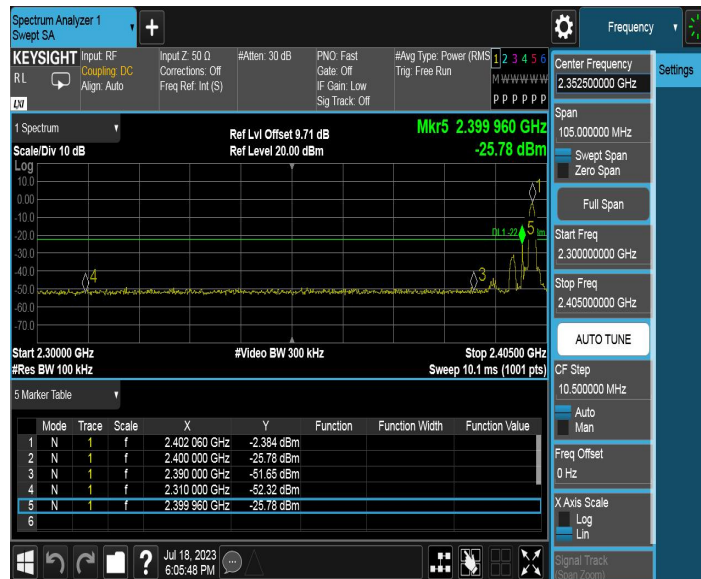 Spectrum Analyzer 1
Swept SA
+
Frequency
KEYSIGHT
RL
LXI
Input: RF
Coupling: DC
Align: Auto
Input Z: 50 Ω
Corrections: Off
Freq Ref: Int (S)
#Atten: 30 dB
PNO: Fast
Gate: Off
IF Gain: Low
Sig Track: Off
#Avg Type: Power (RMS
Trig: Free Run
1 2 3 4 5 6
M W W W W W
P P P P P P
Center Frequency
2.352500000 GHz
Settings
Span
105.000000 MHz
Swept Span
Zero Span
Full Span
Start Freq
2.300000000 GHz
Stop Freq
2.405000000 GHz
AUTO TUNE
CF Step
10.500000 MHz
Auto
Man
Freq Offset
0 Hz
X Axis Scale
Log
Lin
Signal Track
(Span Zoom)
1 Spectrum
Scale/Div 10 dB
Ref Lvl Offset 9.71 dB
Ref Level 20.00 dBm
Mkr5 2.399 960 GHz
-25.78 dBm
Log
10.0
0.00
-10.0
-20.0
-30.0
-40.0
-50.0
-60.0
-70.0
1
5
3
4
Start 2.30000 GHz
#Res BW 100 kHz
#Video BW 300 kHz
Stop 2.40500 GHz
Sweep 10.1 ms (1001 pts)
5 Marker Table
Mode Trace Scale X Y Function Function Width Function Value
1 N 1 f 2.402 060 GHz -2.384 dBm
2 N 1 f 2.400 000 GHz -25.78 dBm
3 N 1 f 2.390 000 GHz -51.65 dBm
4 N 1 f 2.310 000 GHz -52.32 dBm
5 N 1 f 2.399 960 GHz -25.78 dBm
6
?
Jul 18, 2023
6:05:48 PM